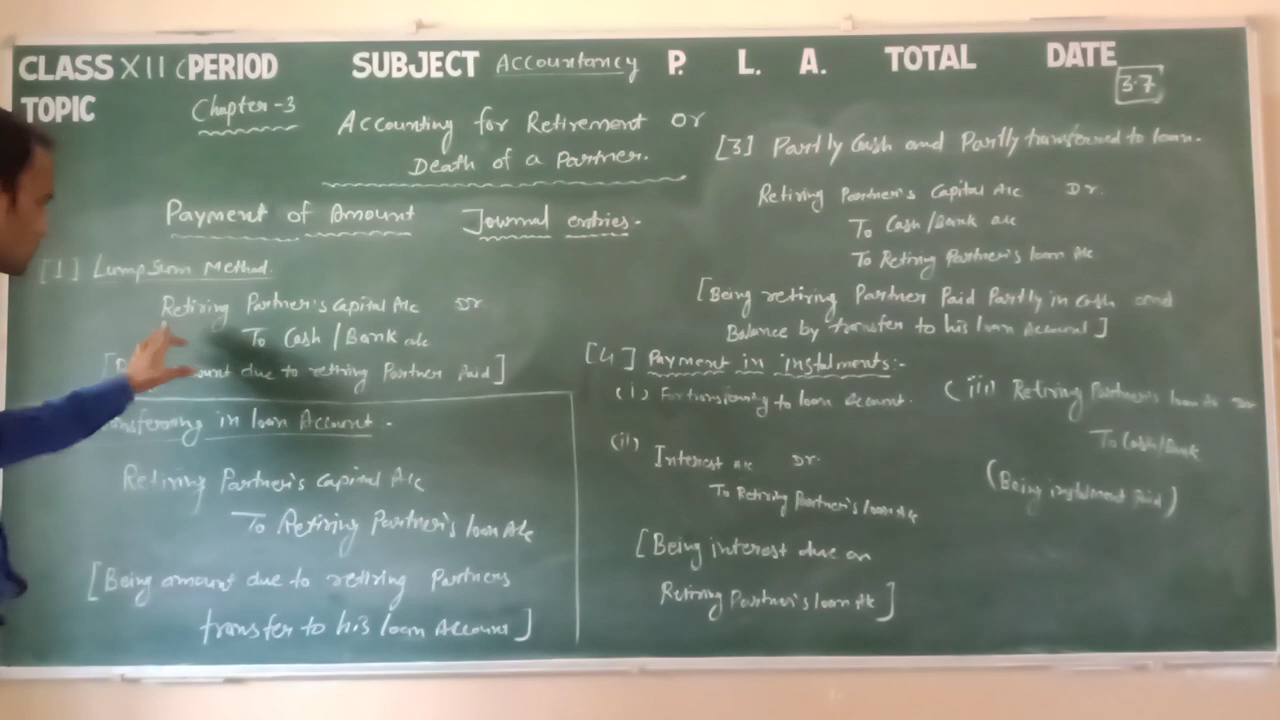 CLASS XII C PERIOD SUBJECT Accountancy P. L. A. TOTAL DATE
3.7
TOPIC Chapter-3
Accounting for Retirement or
Death of a Partner.
Payment of Amount Journal entries.
[1] Lumpsum Method.
Retiring Partner's Capital A/c Dr
To Cash/Bank a/c
due to retiring Partner Paid]
in loan Account.
Retiring Partner's Capital A/c
To Retiring Partner's loan A/c
[Being amount due to retiring Partners
transfer to his loan Account]
[3] Partly Cash and Partly transferred to loan.
Retiring Partner's Capital A/c Dr.
To Cash/Bank a/c
To Retiring Partner's loan A/c
[Being retiring Partner Paid Partly in cash and
Balance by transfer to his loan Account]
[4] Payment in instalments:-
(i) For transferring to loan Account.
(ii) Interest A/c Dr.
To Retiring Partner's loan A/c
[Being interest due on
Retiring Partner's loan A/c]
(iii) Retiring Partner's loan A/c Dr
To Cash/Bank
(Being instalment Paid)